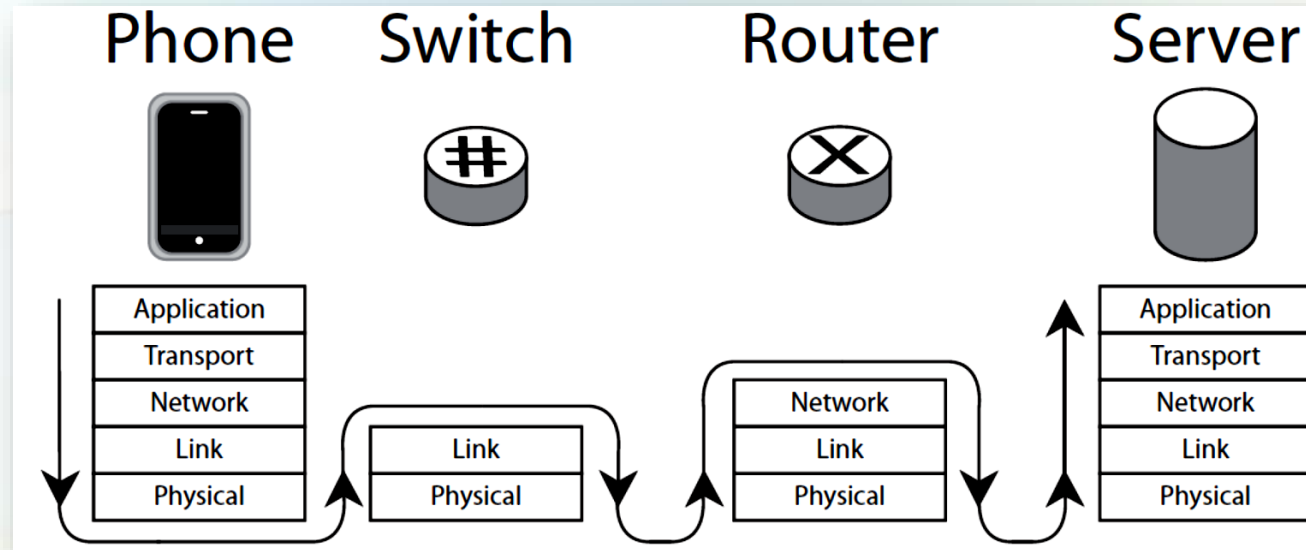 Phone Switch Router Server
Application Application
Transport Transport
Network Network Network
Link Link Link Link
Physical Physical Physical Physical